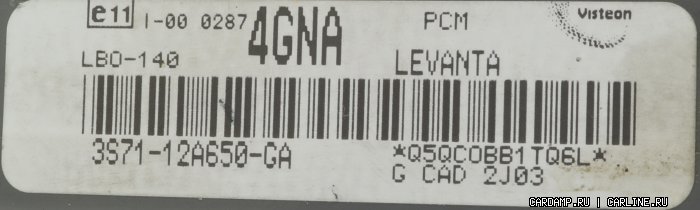 e11 I-00 0287 4GNA PCM Visteon
LBO-140 LEVANTA
3S71-12A650-GA *Q5QCOBB1TQ6L*
G CAD 2J03
CARDAMP.RU | CARLINE.RU